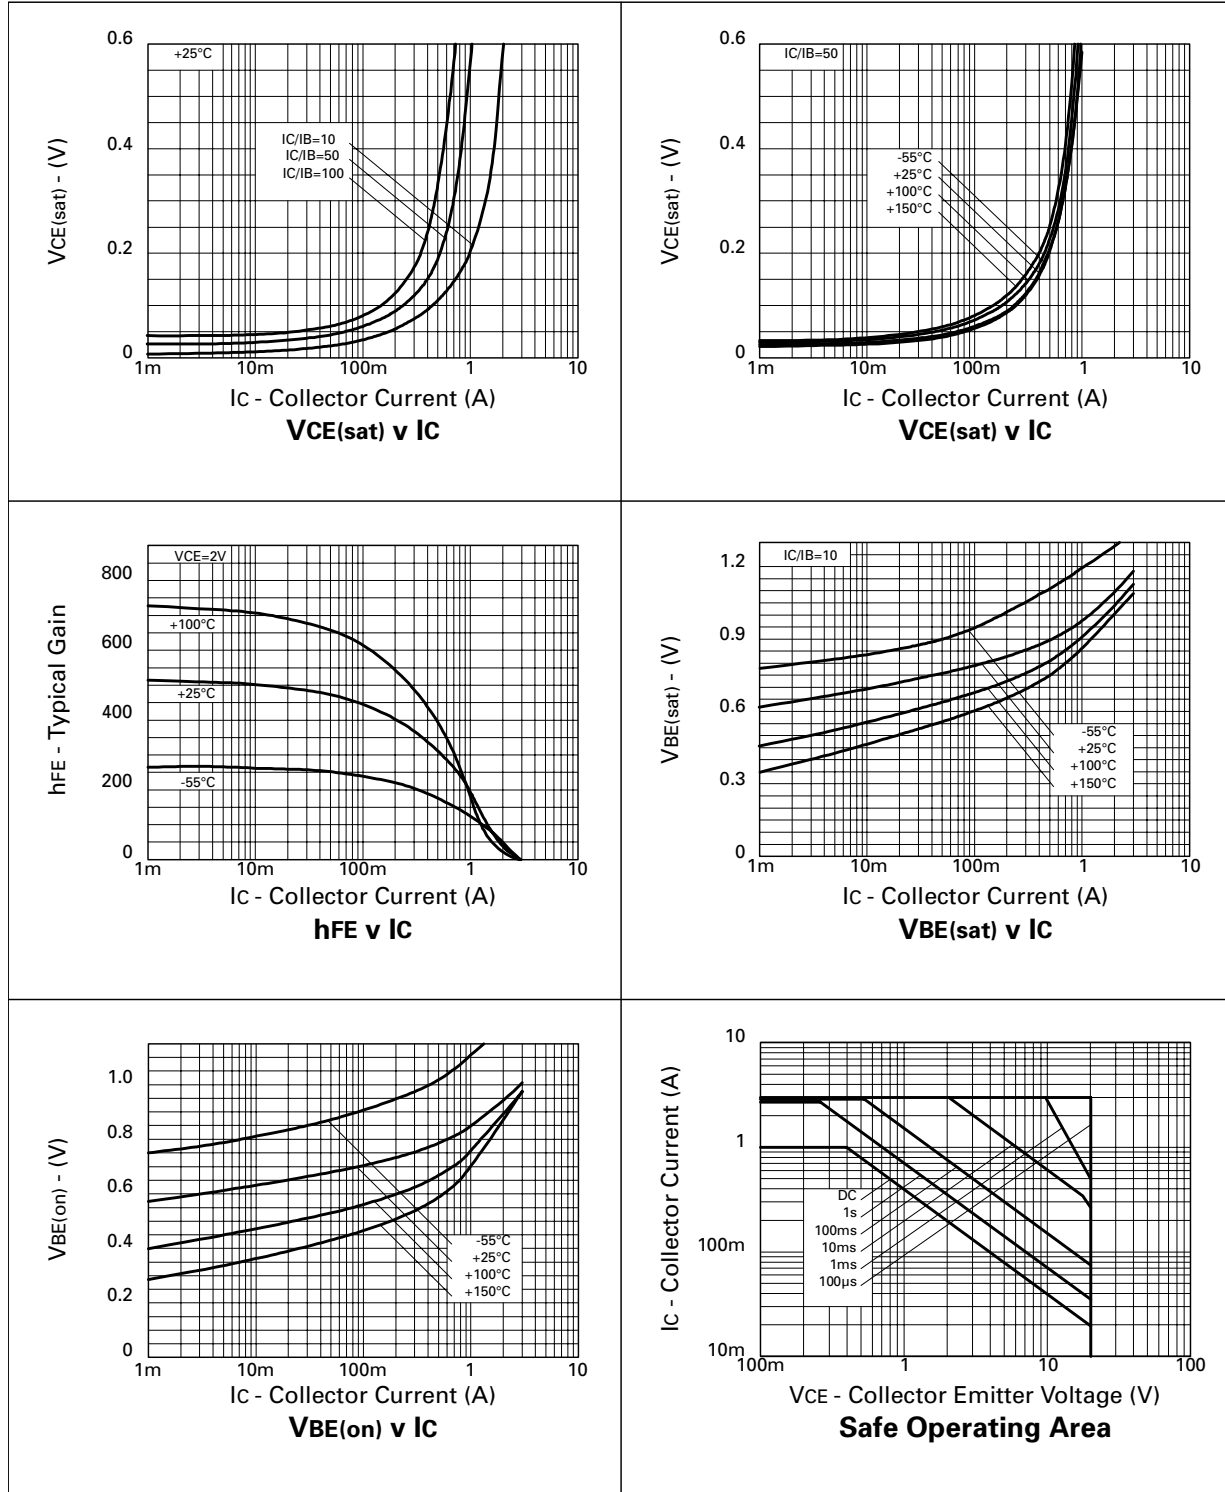 0.6
0.4
0.2
0
VCE(sat) - (V)
+25°C
IC/IB=10
IC/IB=50
IC/IB=100
1m 10m 100m 1 10
IC - Collector Current (A)
VCE(sat) v IC
0.6
0.4
0.2
0
VCE(sat) - (V)
IC/IB=50
-55°C
+25°C
+100°C
+150°C
1m 10m 100m 1 10
IC - Collector Current (A)
VCE(sat) v IC
800
600
400
200
0
hFE - Typical Gain
VCE=2V
+100°C
+25°C
-55°C
1m 10m 100m 1 10
IC - Collector Current (A)
hFE v IC
1.2
0.9
0.6
0.3
0
VBE(sat) - (V)
IC/IB=10
-55°C
+25°C
+100°C
+150°C
1m 10m 100m 1 10
IC - Collector Current (A)
VBE(sat) v IC
1.0
0.8
0.6
0.4
0.2
0
VBE(on) - (V)
-55°C
+25°C
+100°C
+150°C
1m 10m 100m 1 10
IC - Collector Current (A)
VBE(on) v IC
10
1
100m
10m
IC - Collector Current (A)
DC
1s
100ms
10ms
1ms
100µs
100m 1 10 100
VCE - Collector Emitter Voltage (V)
Safe Operating Area